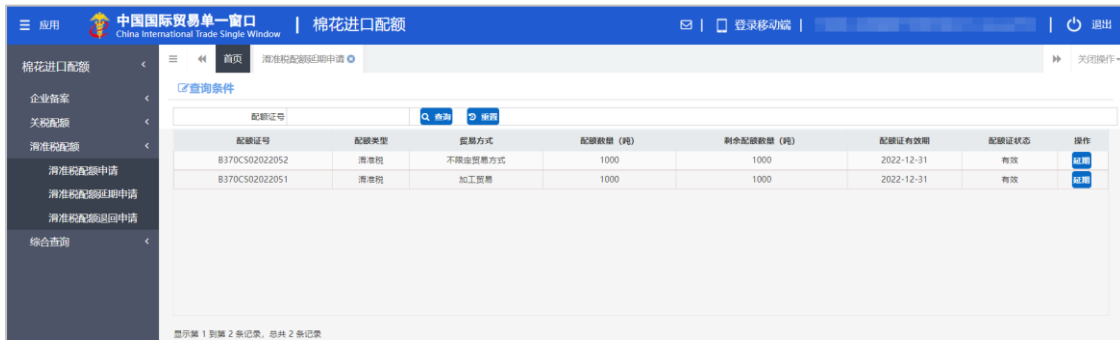 应用 中国国际贸易单一窗口 棉花进口配额 登录移动端 退出
China International Trade Single Window
棉花进口配额 首页 滑准税配额延期申请 关闭操作
查询条件
企业备案
关税配额
滑准税配额
滑准税配额申请
滑准税配额延期申请
滑准税配额退回申请
综合查询
配额证号 查询 重置
配额证号 配额类型 贸易方式 配额数量（吨） 剩余配额数量（吨） 配额证有效期 配额证状态 操作
B370CS02022052 滑准税 不限定贸易方式 1000 1000 2022-12-31 有效 延期
B370CS02022051 滑准税 加工贸易 1000 1000 2022-12-31 有效 延期
显示第 1 到第 2 条记录，总共 2 条记录